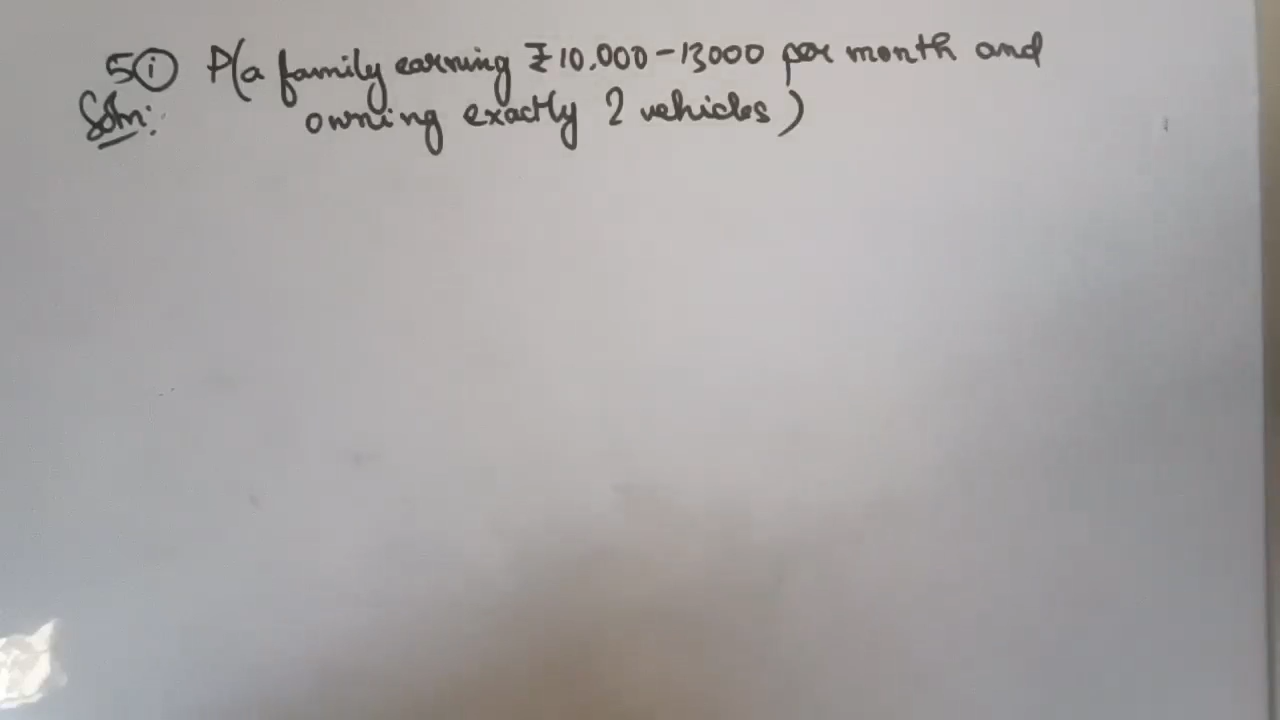 5(i) P(a family earning ₹10,000-13000 per month and
Soln: owning exactly 2 vehicles)